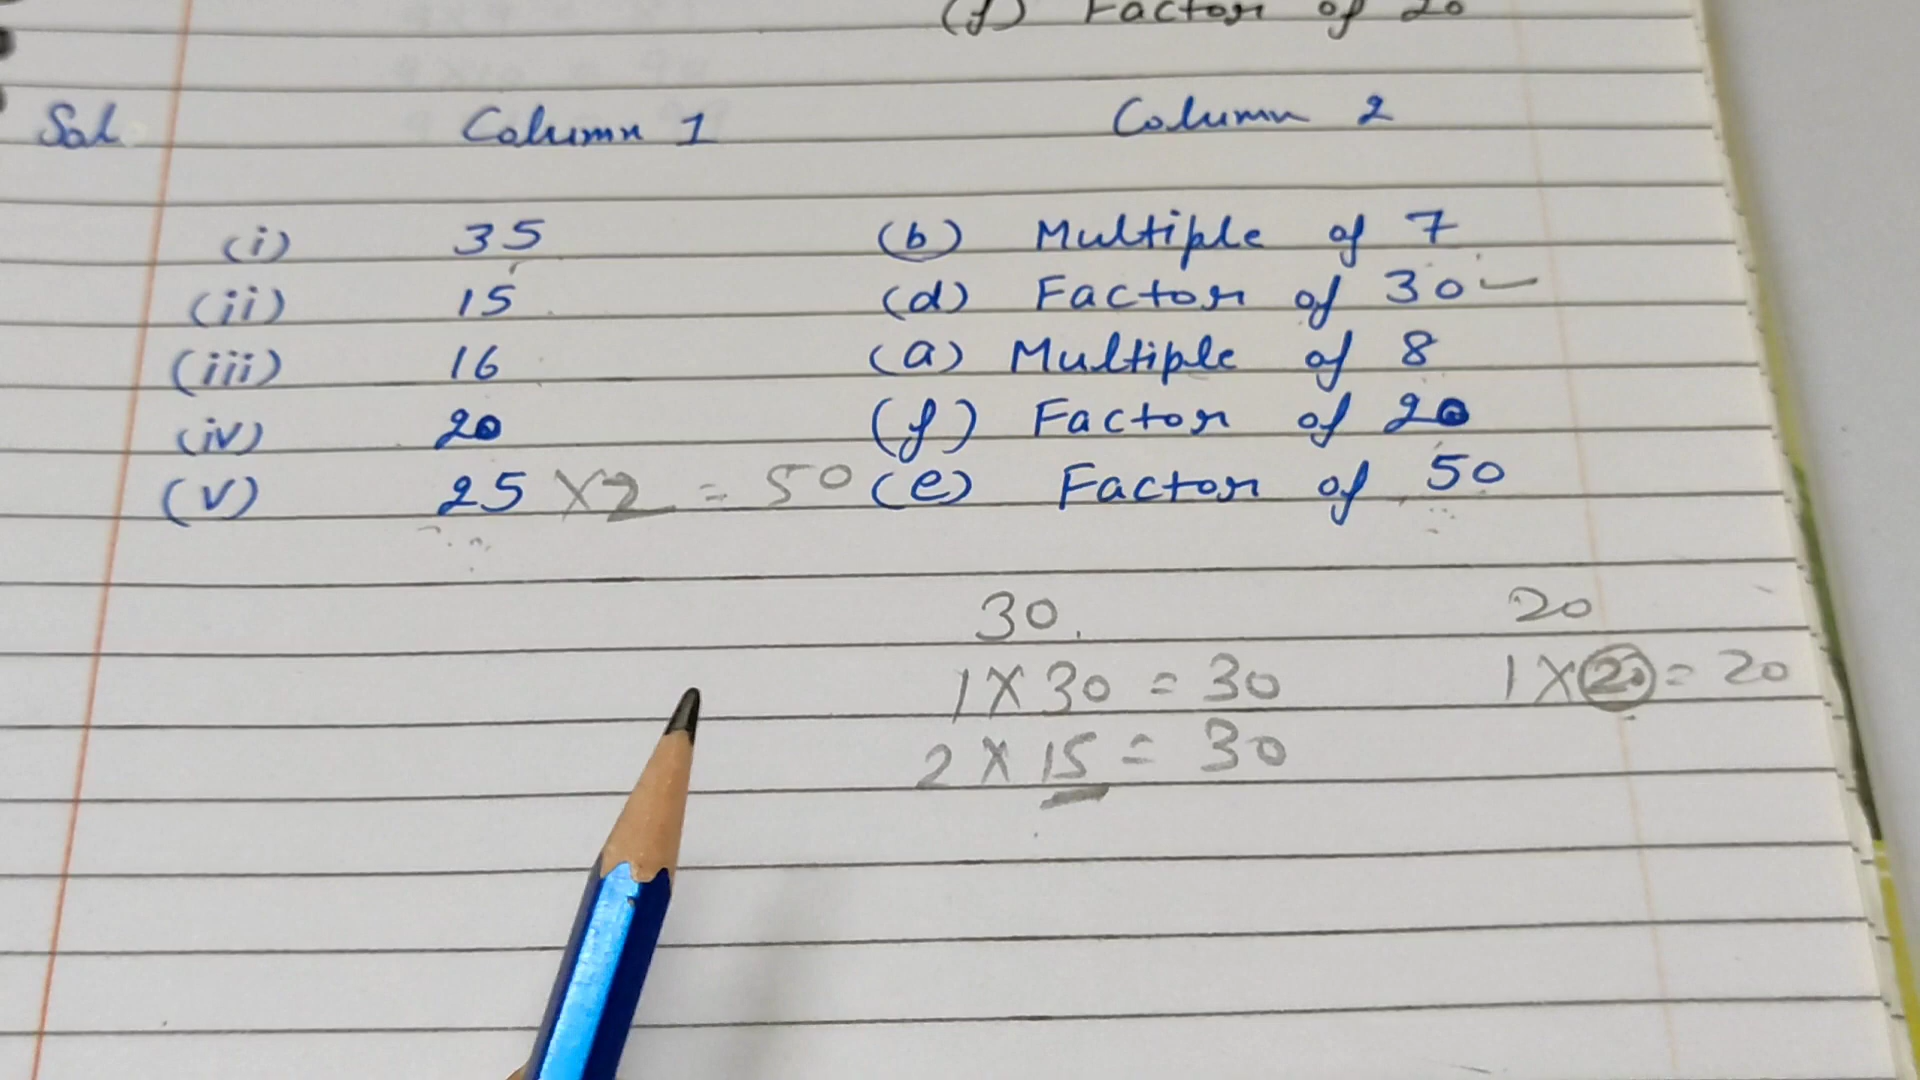 (f) Factor of 20
Sol. Column 1 Column 2
(i) 35 (b) Multiple of 7
(ii) 15 (d) Factor of 30
(iii) 16 (a) Multiple of 8
(iv) 20 (f) Factor of 20
(v) 25 X 2 = 50 (e) Factor of 50
30 20
1 X 30 = 30 1 X 20 = 20
2 X 15 = 30